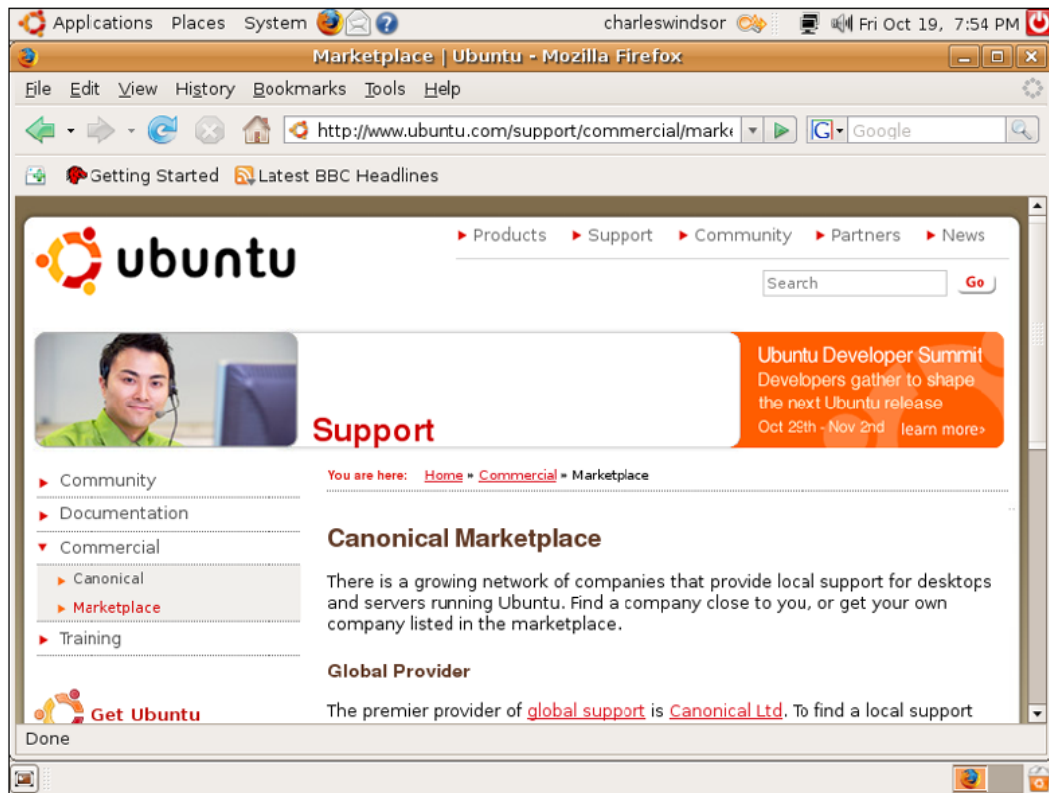 Applications Places System charleswindsor Fri Oct 19, 7:54 PM
Marketplace | Ubuntu - Mozilla Firefox
File Edit View History Bookmarks Tools Help
http://www.ubuntu.com/support/commercial/marke G Google
Getting Started Latest BBC Headlines
ubuntu
Products Support Community Partners News
Search Go
Ubuntu Developer Summit
Developers gather to shape
the next Ubuntu release
Oct 29th - Nov 2nd learn more›
Support
You are here: Home » Commercial » Marketplace
Community
Documentation
Commercial
Canonical
Marketplace
Training
Get Ubuntu
Canonical Marketplace
There is a growing network of companies that provide local support for desktops
and servers running Ubuntu. Find a company close to you, or get your own
company listed in the marketplace.
Global Provider
The premier provider of global support is Canonical Ltd. To find a local support
Done